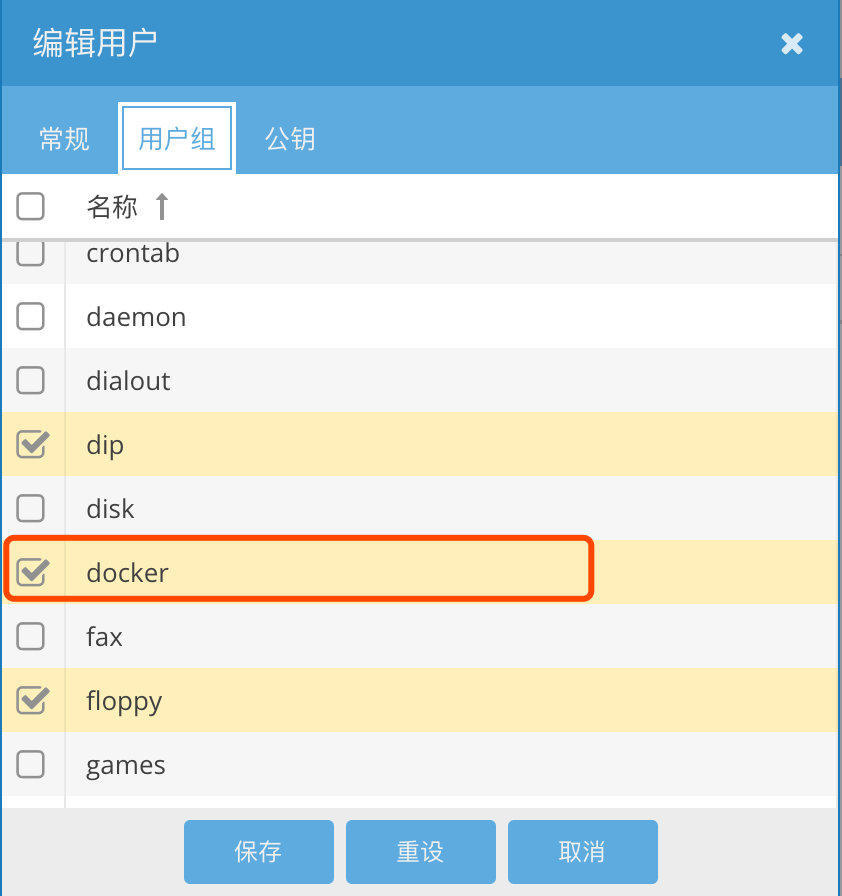 编辑用户
常规 用户组 公钥
名称
crontab
daemon
dialout
dip
disk
docker
fax
floppy
games
保存 重设 取消